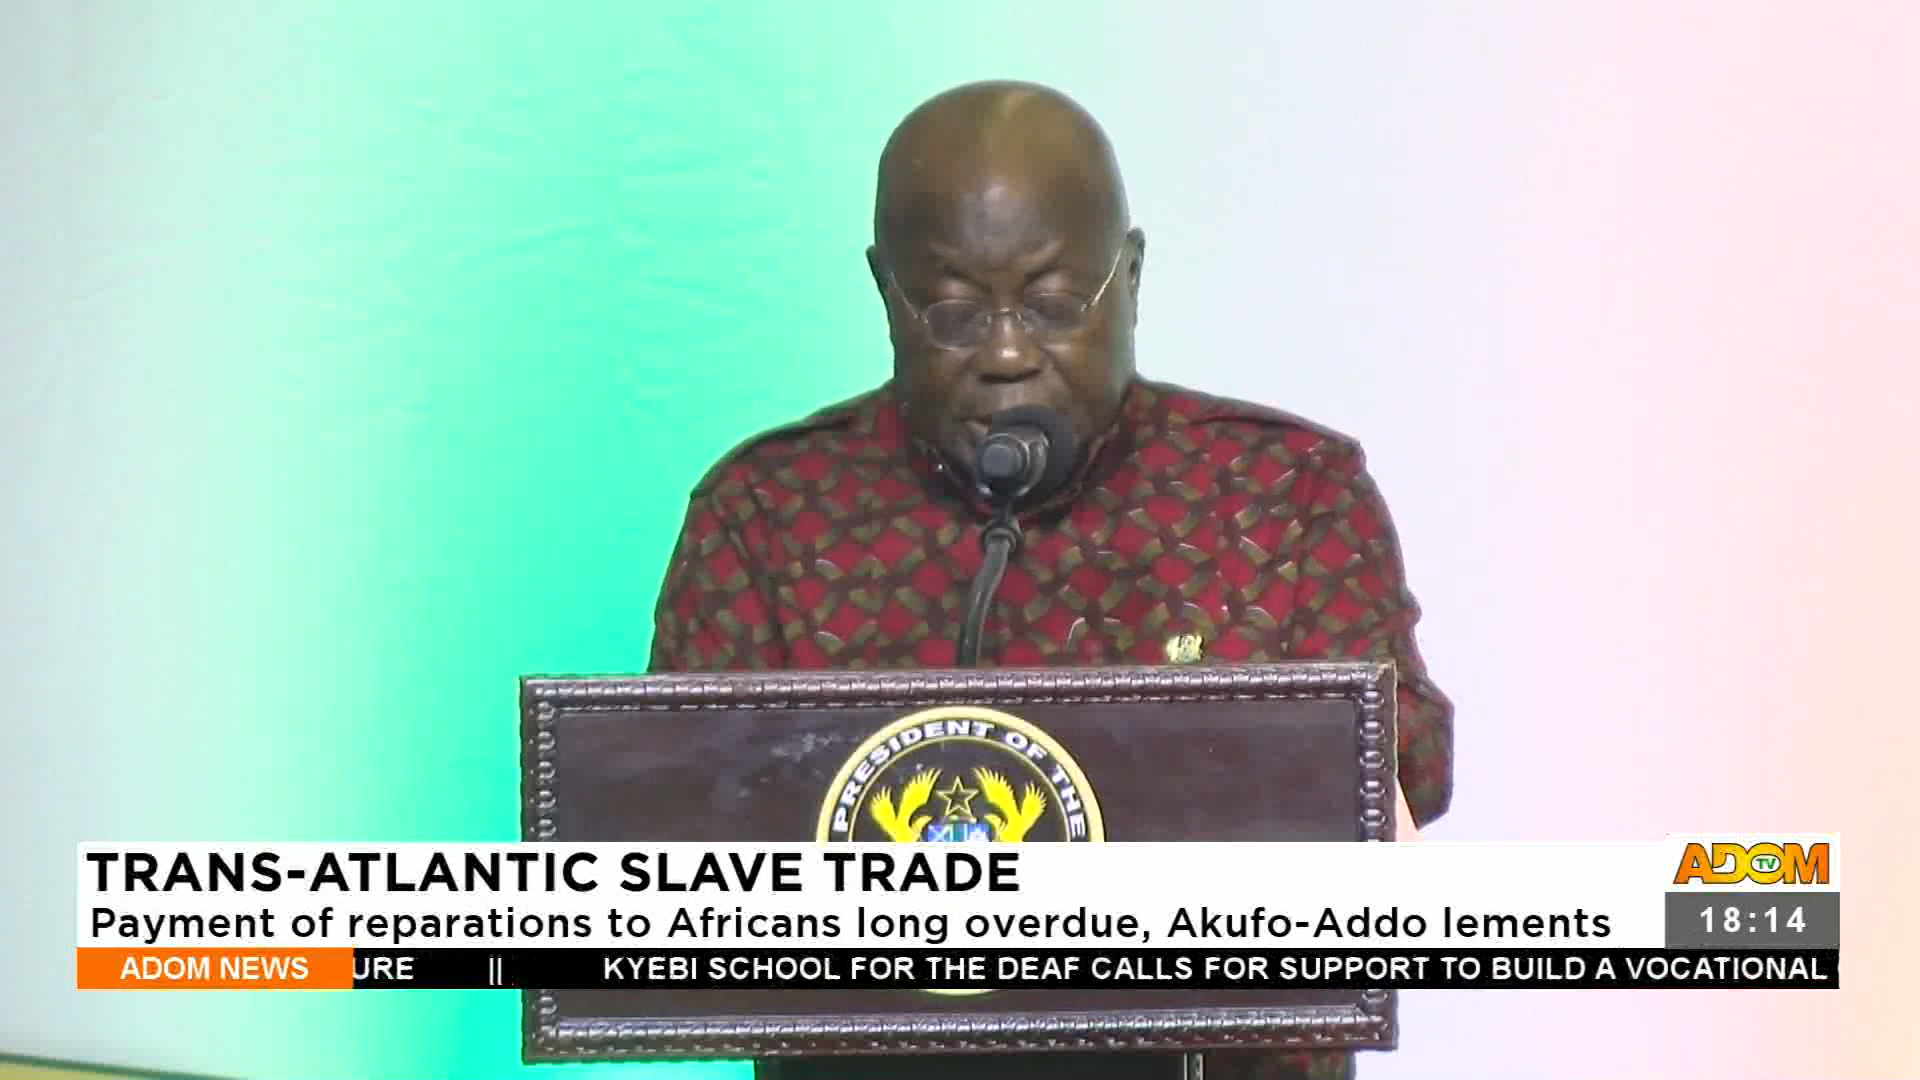 PRESIDENT OF THE
TRANS-ATLANTIC SLAVE TRADE
Payment of reparations to Africans long overdue, Akufo-Addo lements
ADOM TV
18:14
ADOM NEWS
URE || KYEBI SCHOOL FOR THE DEAF CALLS FOR SUPPORT TO BUILD A VOCATIONAL